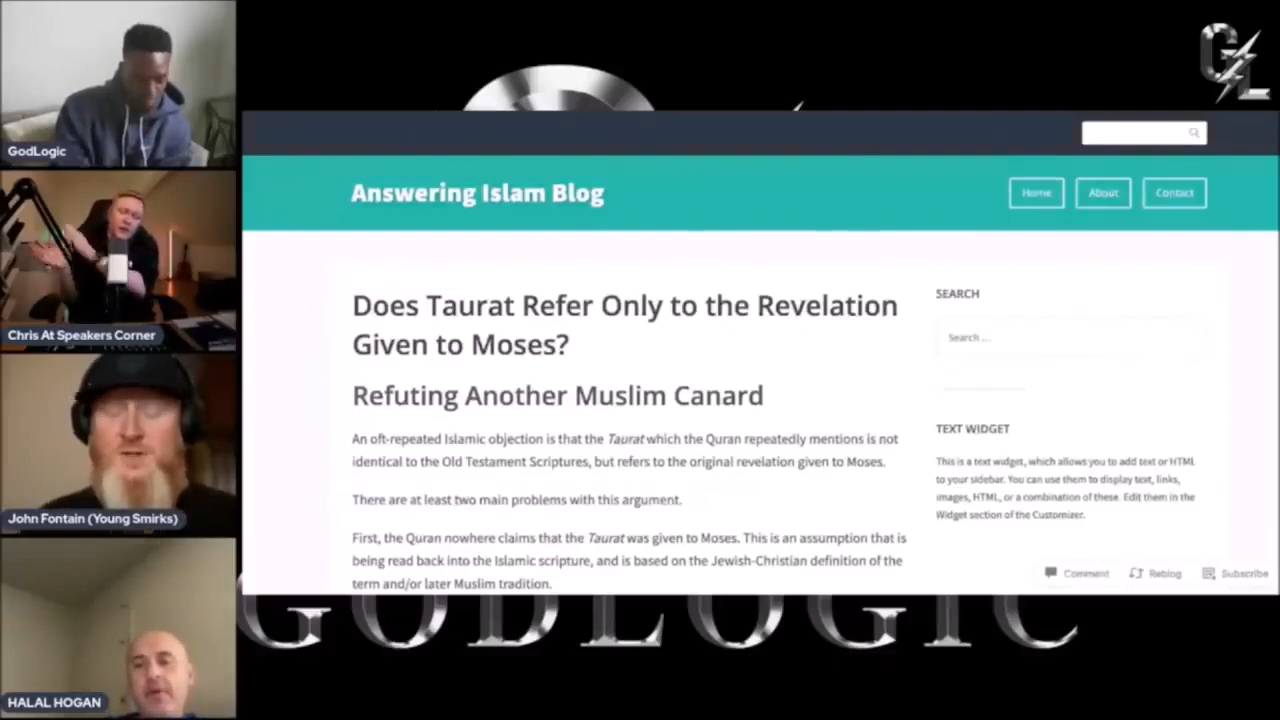 GodLogic
Chris At Speakers Corner
John Fontain (Young Smirks)
HALAL HOGAN
GL
Answering Islam Blog
Home
About
Contact
Does Taurat Refer Only to the Revelation
Given to Moses?
Refuting Another Muslim Canard
An oft-repeated Islamic objection is that the Taurat which the Quran repeatedly mentions is not
identical to the Old Testament Scriptures, but refers to the original revelation given to Moses.
There are at least two main problems with this argument.
First, the Quran nowhere claims that the Taurat was given to Moses. This is an assumption that is
being read back into the Islamic scripture, and is based on the Jewish-Christian definition of the
term and/or later Muslim tradition.
SEARCH
Search ...
TEXT WIDGET
This is a text widget, which allows you to add text or HTML
to your sidebar. You can use them to display text, links,
images, HTML, or a combination of these. Edit them in the
Widget section of the Customizer.
Comment
Reblog
Subscribe
GODLOGIC